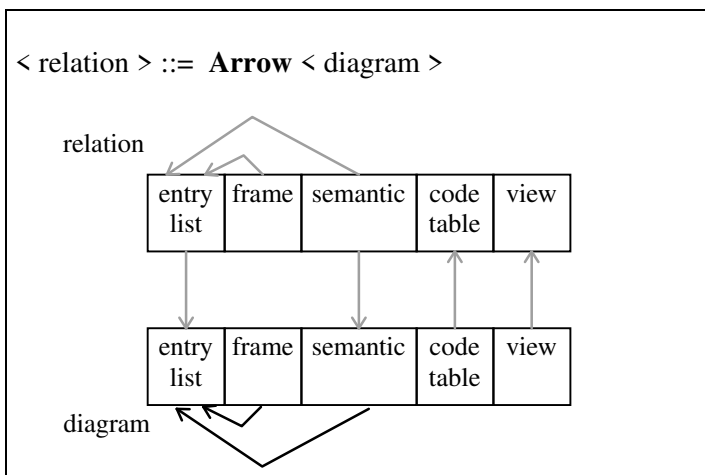 < relation > ::= Arrow < diagram >
relation
entry list frame semantic code table view
entry list frame semantic code table view
diagram